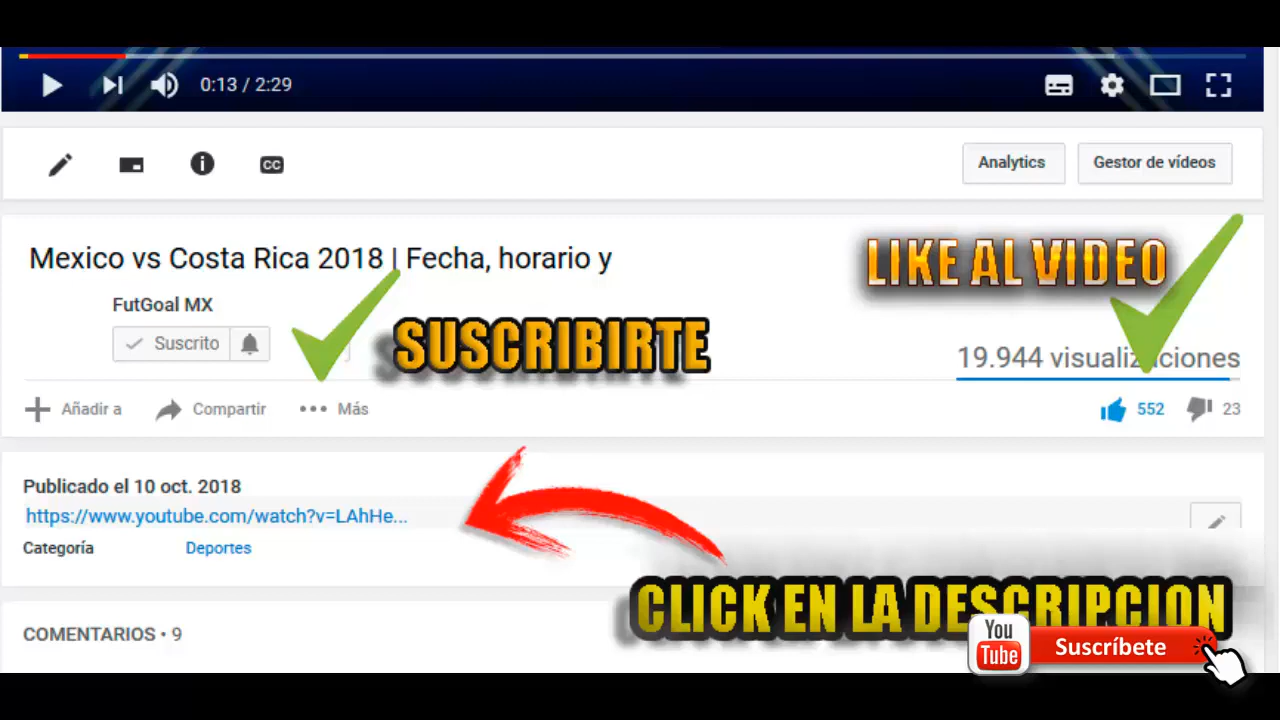 0:13 / 2:29
CC
Analytics
Gestor de vídeos
Mexico vs Costa Rica 2018 | Fecha, horario y
LIKE AL VIDEO
FutGoal MX
Suscrito
SUSCRIBIRTE
19.944 visualizaciones
Añadir a
Compartir
Más
552
23
Publicado el 10 oct. 2018
https://www.youtube.com/watch?v=LAhHe...
Categoría
Deportes
CLICK EN LA DESCRIPCION
COMENTARIOS • 9
You
Tube
Suscríbete